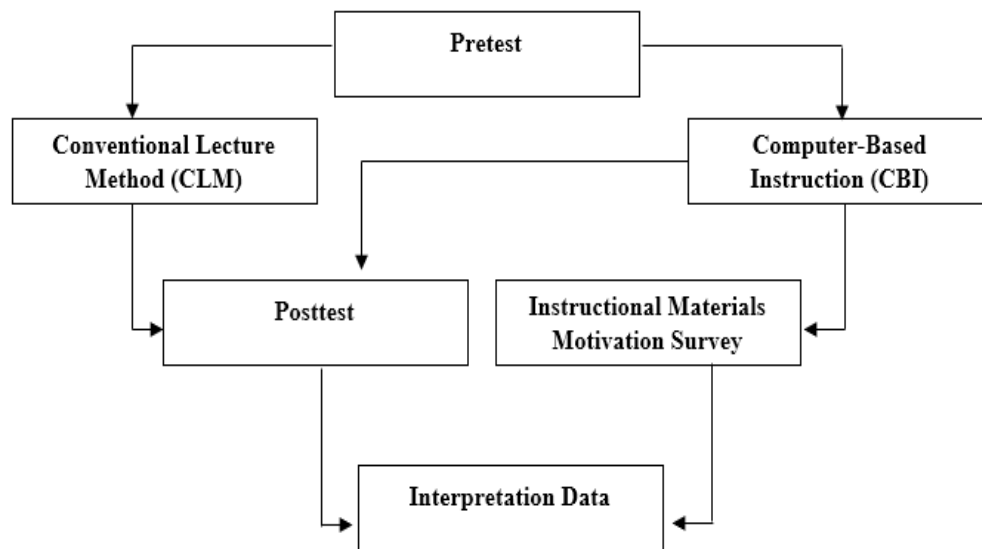 Pretest
Conventional Lecture
Method (CLM)
Computer-Based
Instruction (CBI)
Posttest
Instructional Materials
Motivation Survey
Interpretation Data